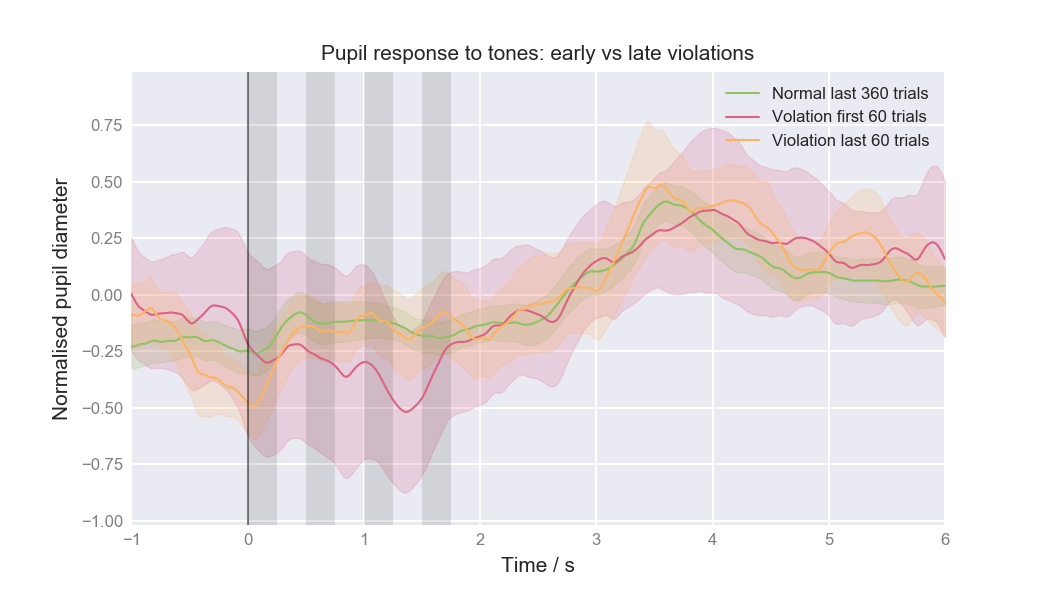 Pupil response to tones: early vs late violations
Normal last 360 trials
Volation first 60 trials
Violation last 60 trials
Normalised pupil diameter
0.75
0.50
0.25
0.00
−0.25
−0.50
−0.75
−1.00
−1 0 1 2 3 4 5 6
Time / s